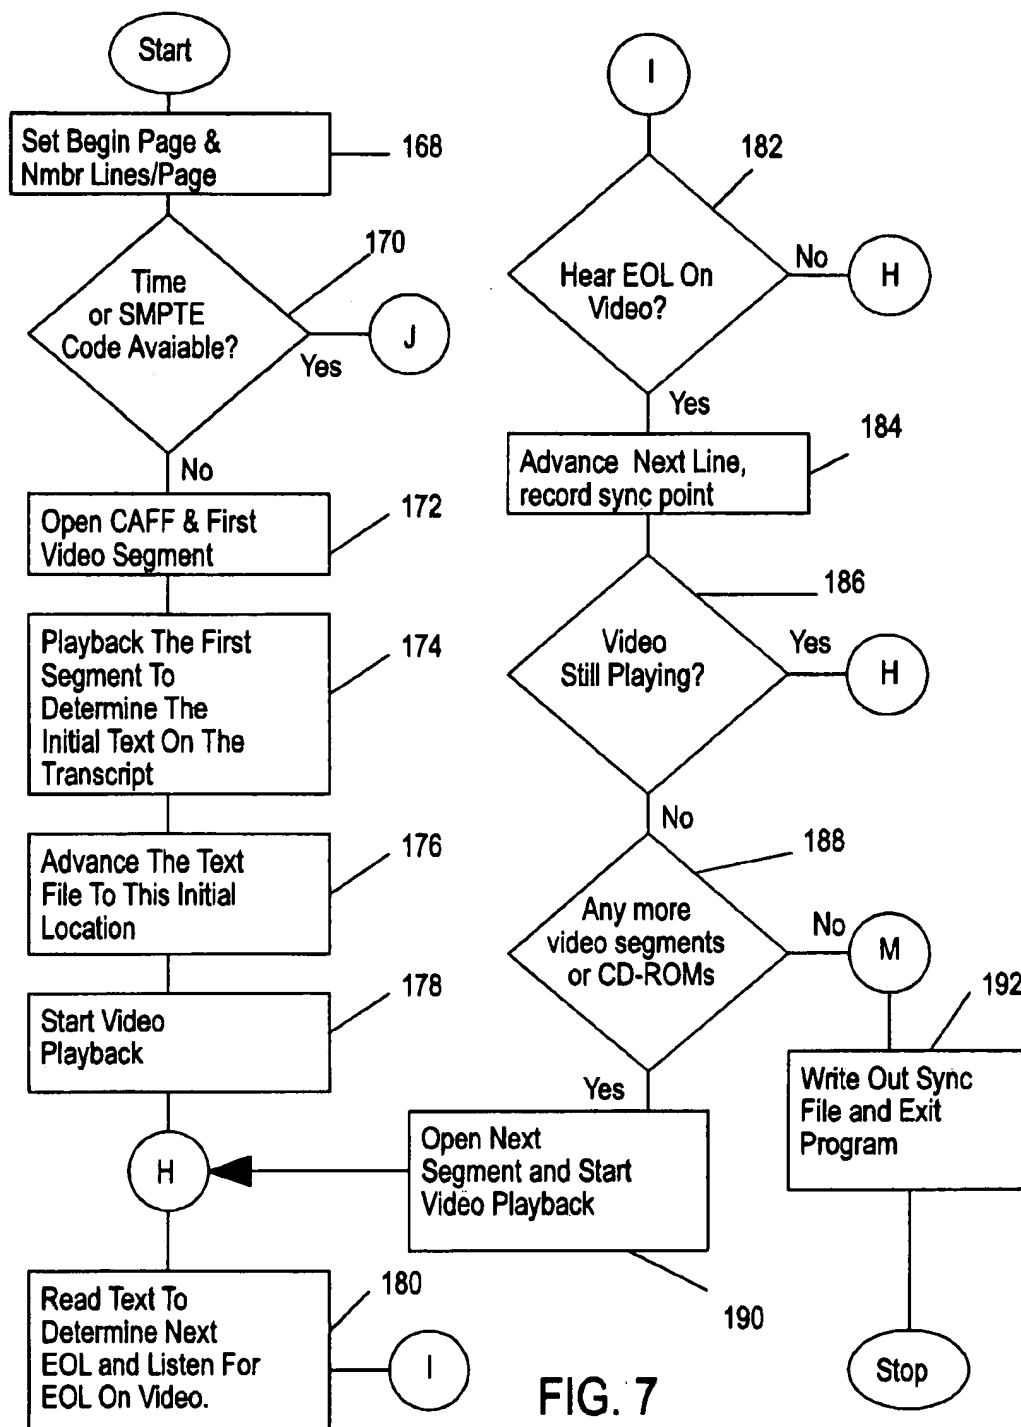 Start
Set Begin Page &
Nmbr Lines/Page
168
Time
or SMPTE
Code Avaiable?
170
Yes
J
No
Open CAFF & First
Video Segment
172
Playback The First
Segment To
Determine The
Initial Text On The
Transcript
174
Advance The Text
File To This Initial
Location
176
Start Video
Playback
178
H
Read Text To
Determine Next
EOL and Listen For
EOL On Video.
180
I
I
182
Hear EOL On
Video?
No
H
Yes
Advance Next Line,
record sync point
184
Video
Still Playing?
186
Yes
H
No
Any more
video segments
or CD-ROMs
188
No
M
Yes
Open Next
Segment and Start
Video Playback
190
192
Write Out Sync
File and Exit
Program
Stop
FIG. 7